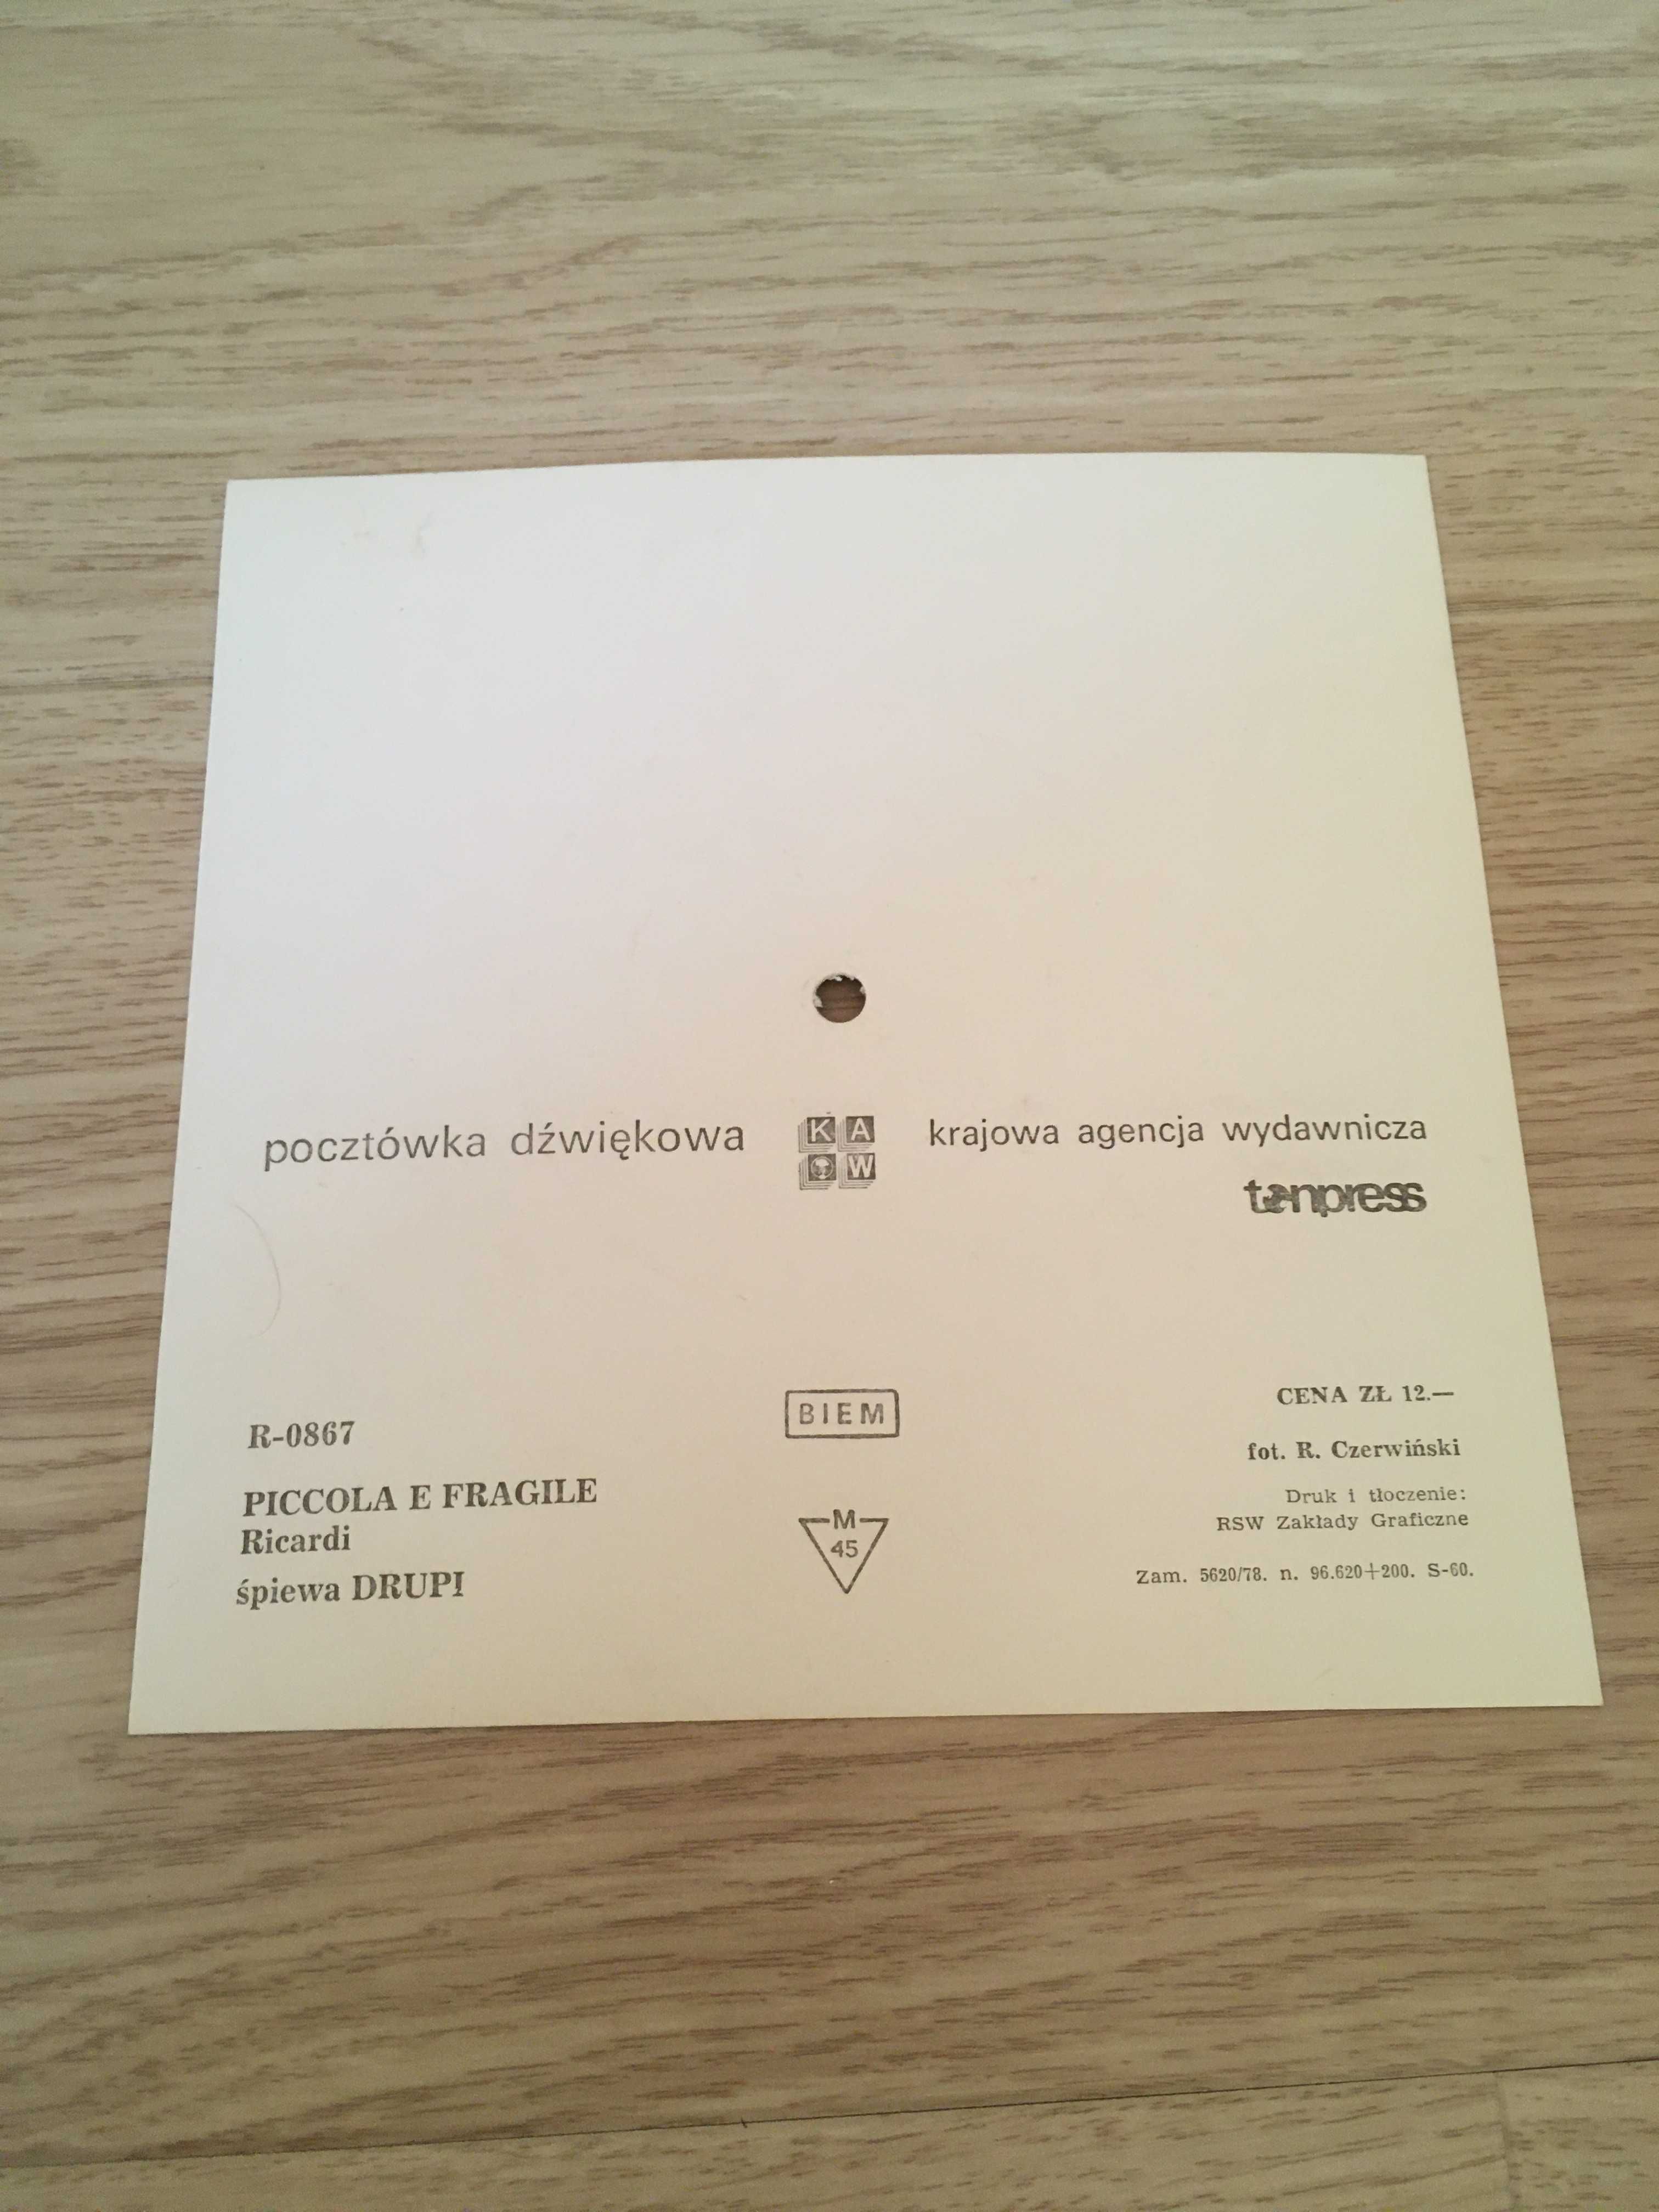 pocztówka dźwiękowa
K A
W
krajowa agencja wydawnicza
tonpress
R-0867
PICCOLA E FRAGILE
Ricardi
śpiewa DRUPI
BIEM
M
45
CENA ZŁ 12.—
fot. R. Czerwiński
Druk i tłoczenie:
RSW Zakłady Graficzne
Zam. 5620/78. n. 96.620+200. S-60.